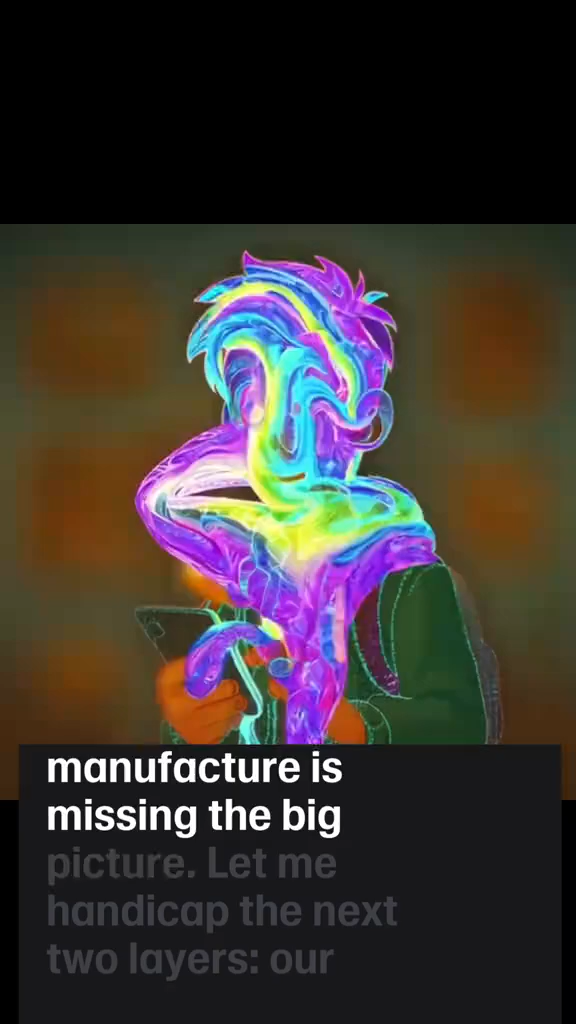 manufacture is
missing the big
picture. Let me
handicap the next
two layers: our